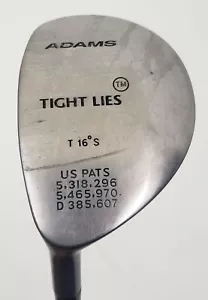 ADAMS
TIGHT LIES ™
T 16° S
US PATS
5,318,296
5,465,970
D 385,607